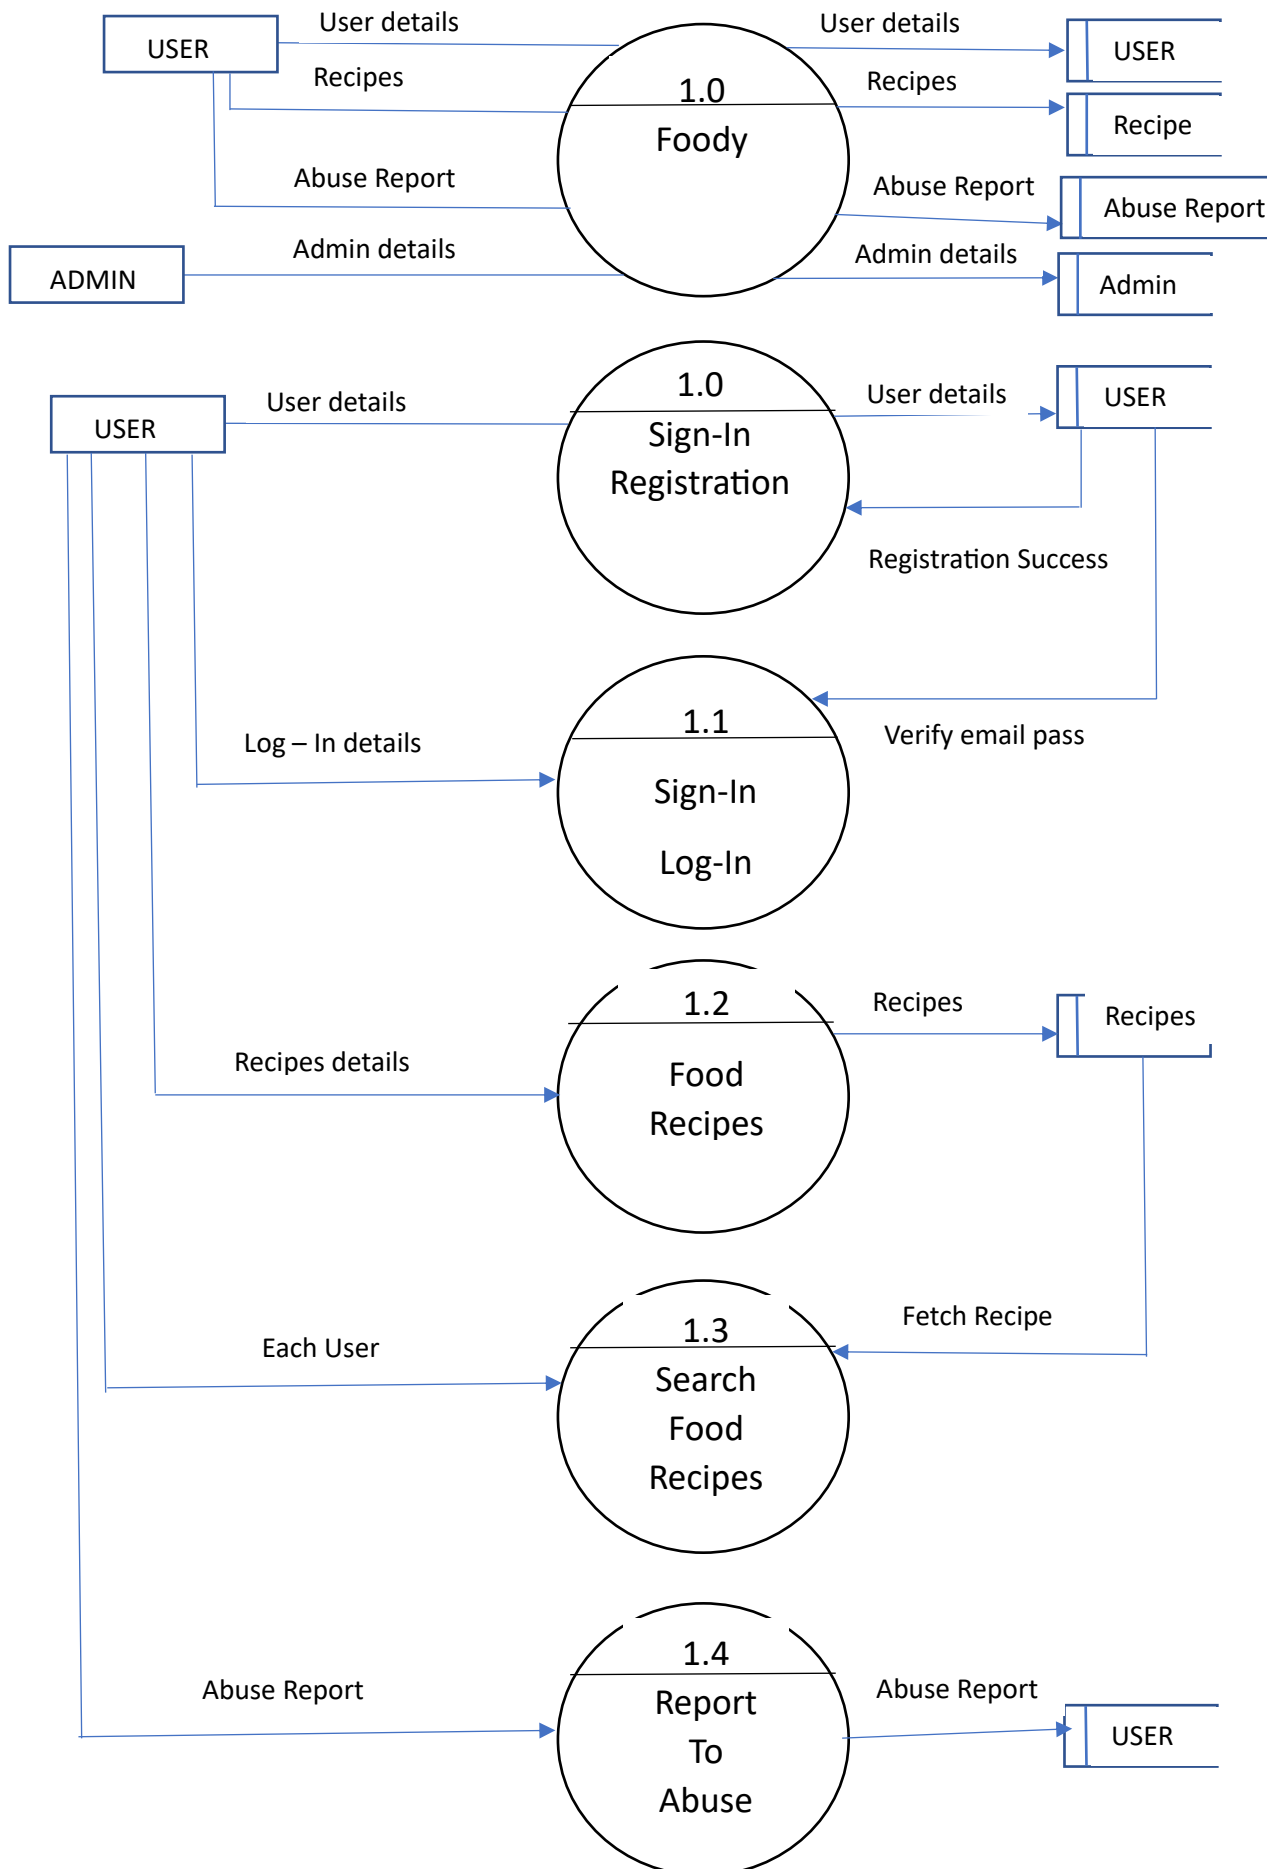 User details
User details
USER
USER
Recipes
Recipes
1.0
Foody
Recipe
Abuse Report
Abuse Report
Abuse Report
Admin details
Admin details
ADMIN
Admin
1.0
User details
User details
USER
USER
Sign-In
Registration
Registration Success
1.1
Log – In details
Verify email pass
Sign-In
Log-In
1.2
Recipes
Recipes
Recipes details
Food
Recipes
1.3
Fetch Recipe
Each User
Search
Food
Recipes
1.4
Abuse Report
Abuse Report
Report
To
Abuse
USER